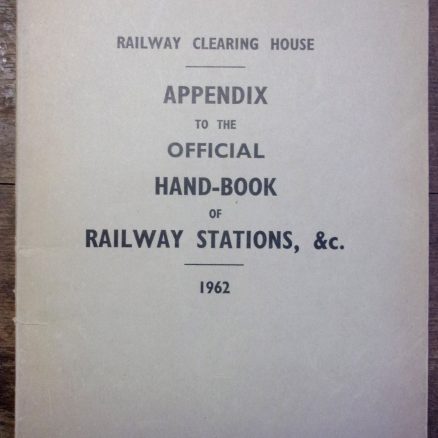 RAILWAY CLEARING HOUSE
APPENDIX
TO THE
OFFICIAL
HAND-BOOK
OF
RAILWAY STATIONS, &c.
1962